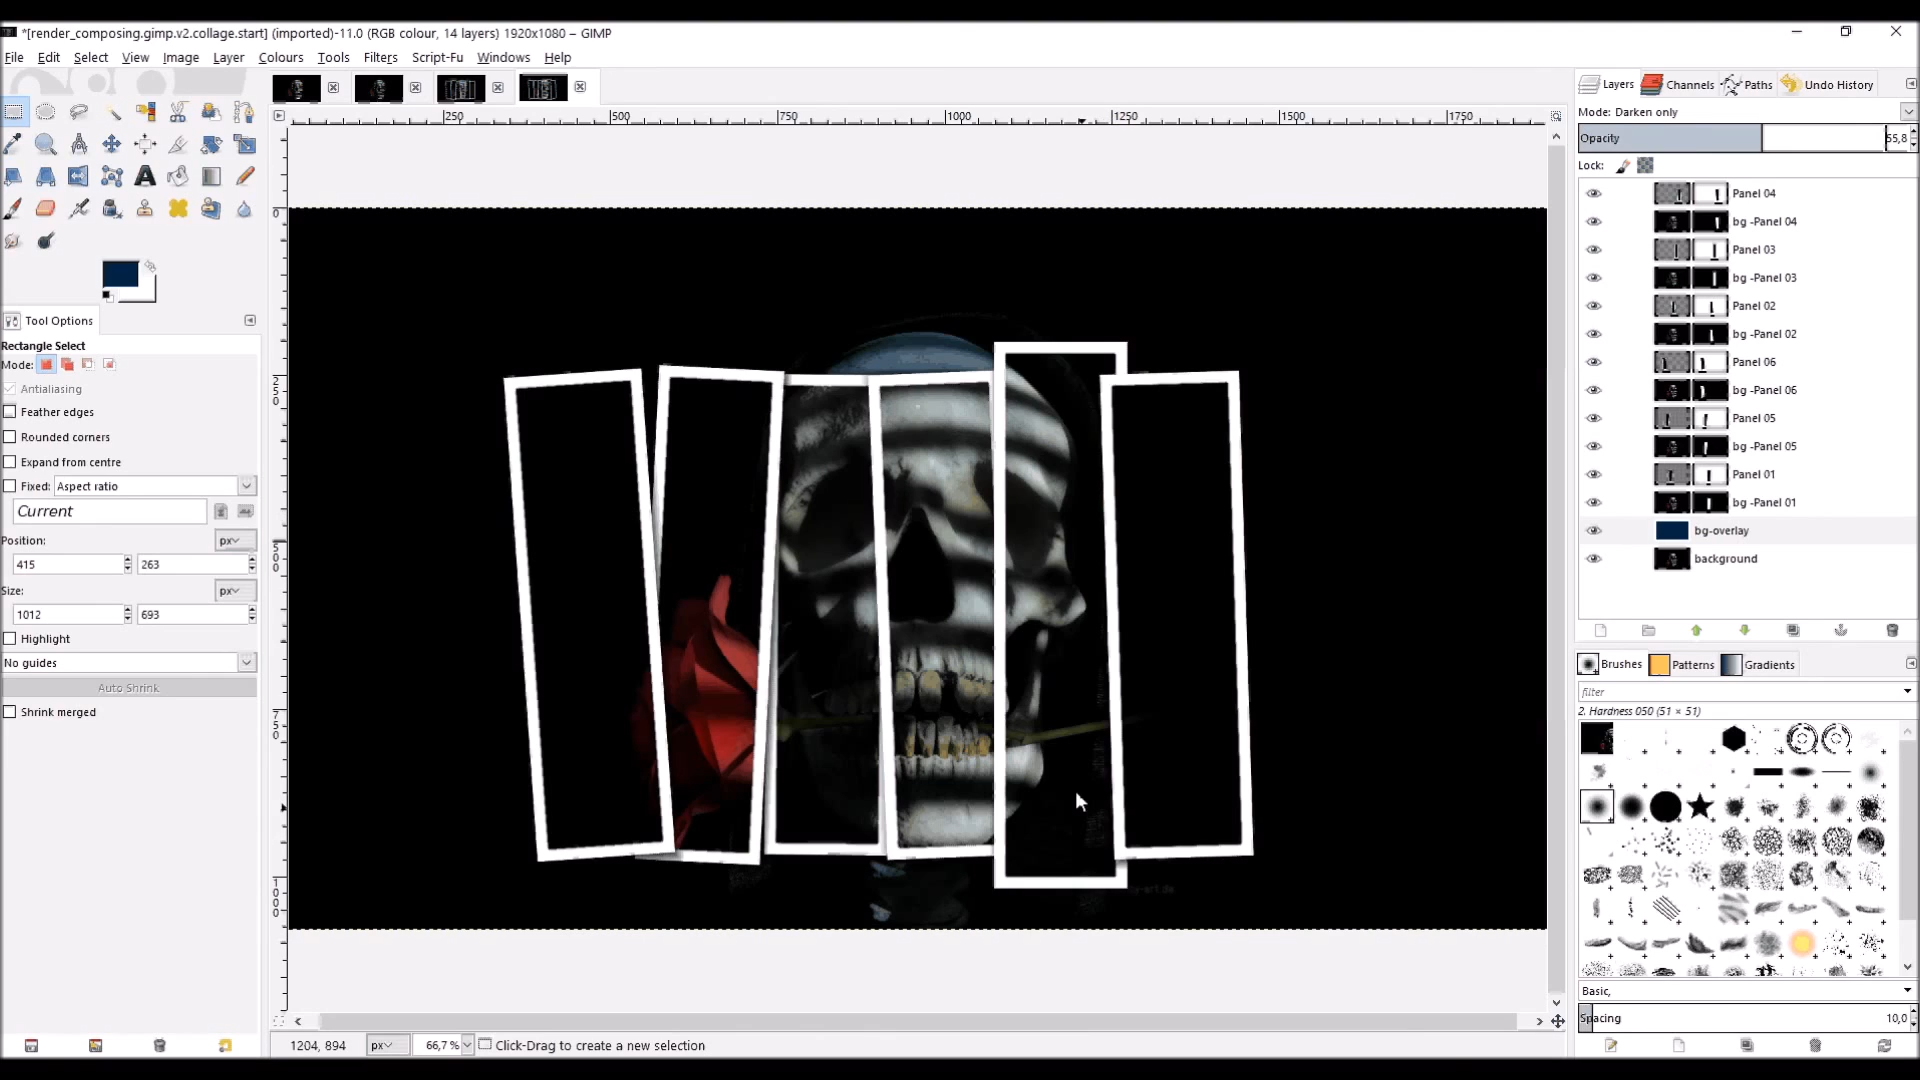 *[render_composing.gimp.v2.collage.start] (imported)-11.0 (RGB colour, 14 layers) 1920x1080 – GIMP
File Edit Select View Image Layer Colours Tools Filters Script-Fu Windows Help
Layers Channels Paths Undo History
Mode: Darken only
Opacity 55,8
Lock:
250 500 750 1000 1250 1500 1750
0
250
500
750
1000
Tool Options
Rectangle Select
Mode:
Antialiasing
Feather edges
Rounded corners
Expand from centre
Fixed: Aspect ratio
Current
Position: px
415 263
Size: px
1012 693
Highlight
No guides
Auto Shrink
Shrink merged
Panel 04
bg -Panel 04
Panel 03
bg -Panel 03
Panel 02
bg -Panel 02
Panel 06
bg -Panel 06
Panel 05
bg -Panel 05
Panel 01
bg -Panel 01
bg-overlay
background
Brushes Patterns Gradients
filter
2. Hardness 050 (51 × 51)
Basic,
Spacing 10,0
1204, 894 px 66,7 % Click-Drag to create a new selection